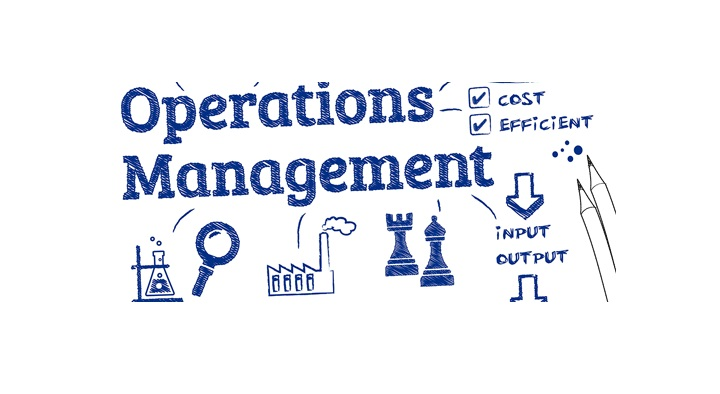 Operations
Management
COST
EFFiCiENT
iNPUT
OUTPUT